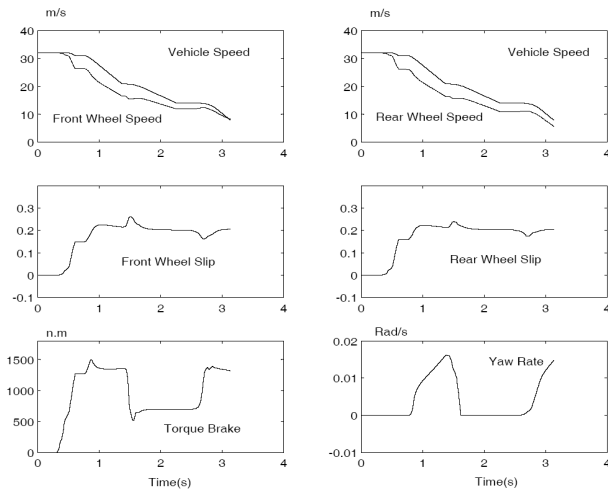 m/s
40
30
20
10
0
Vehicle Speed
Front Wheel Speed
0 1 2 3 4
m/s
40
30
20
10
0
Vehicle Speed
Rear Wheel Speed
0 1 2 3 4
0.3
0.2
0.1
0
-0.1
Front Wheel Slip
0 1 2 3 4
0.3
0.2
0.1
0
-0.1
Rear Wheel Slip
0 1 2 3 4
n.m
1500
1000
500
0
Torque Brake
0 1 2 3 4
Time(s)
Rad/s
0.02
0.01
0
-0.01
Yaw Rate
0 1 2 3 4
Time(s)